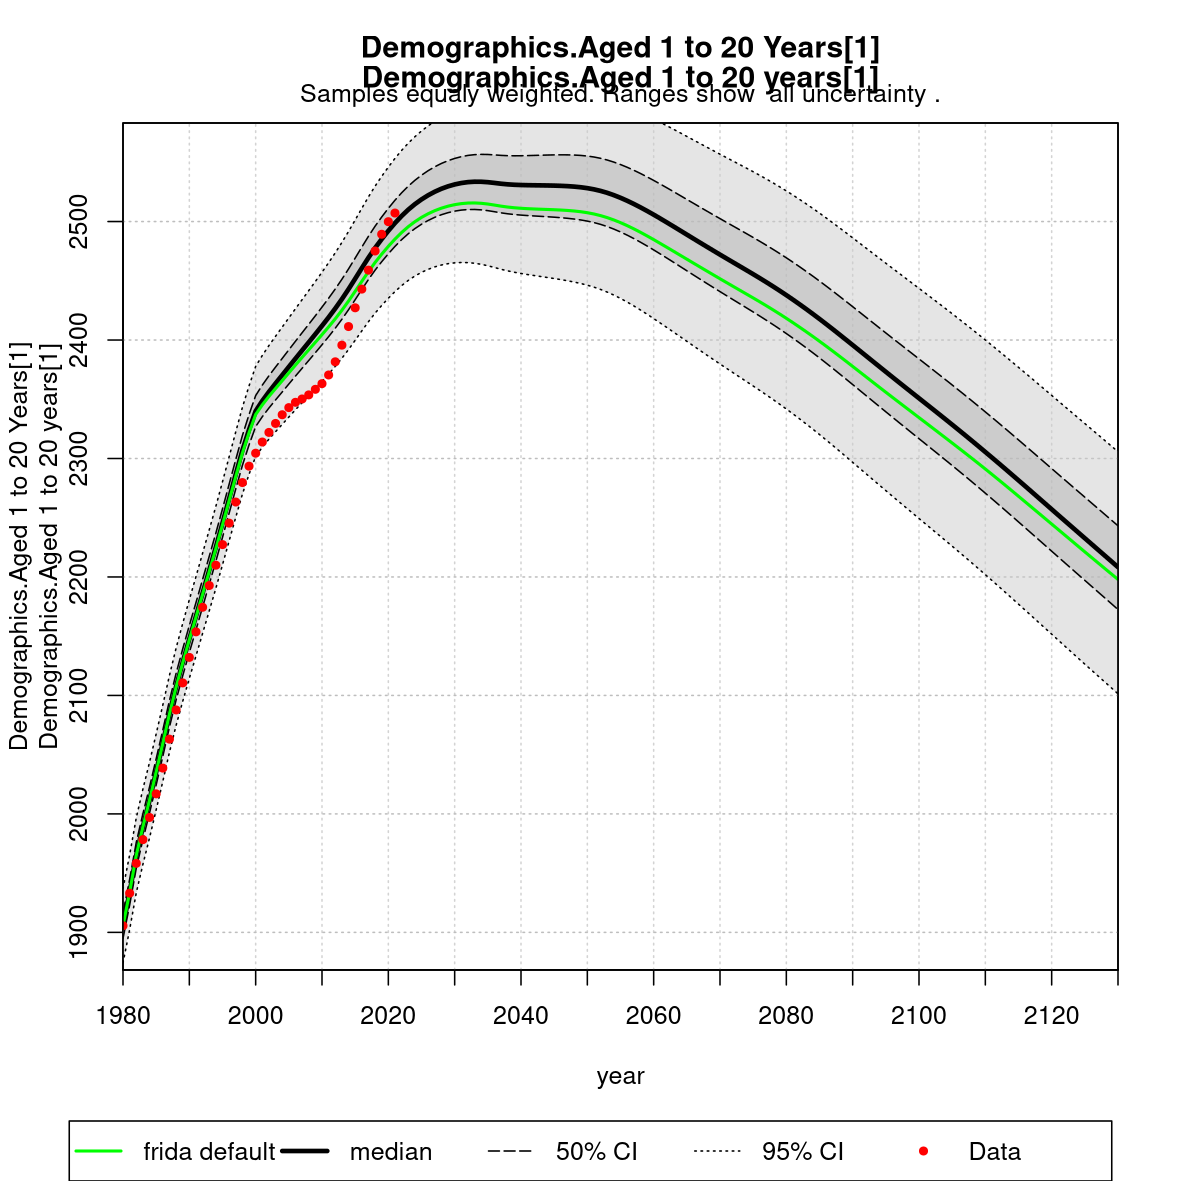 Demographics.Aged 1 to 20 Years[1]
Demographics.Aged 1 to 20 years[1]
Samples equaly weighted. Ranges show  all uncertainty .
Demographics.Aged 1 to 20 Years[1]
Demographics.Aged 1 to 20 years[1]
2500
2400
2300
2200
2100
2000
1900
1980 2000 2020 2040 2060 2080 2100 2120
year
frida default median 50% CI 95% CI Data